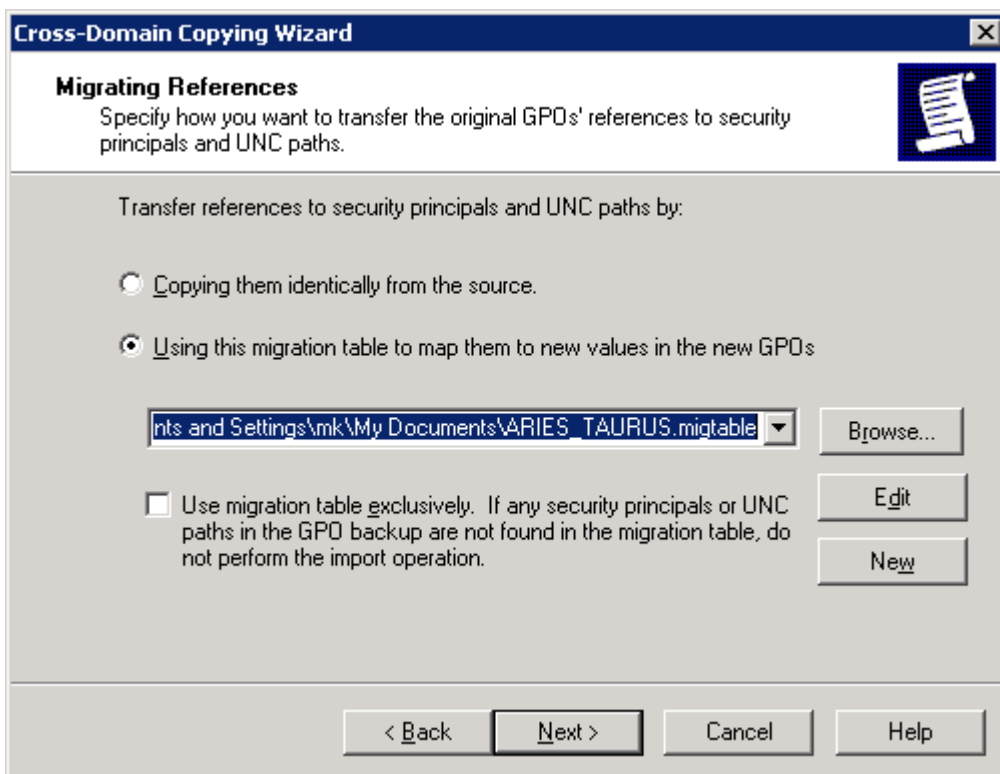 Cross-Domain Copying Wizard
Migrating References
Specify how you want to transfer the original GPOs' references to security
principals and UNC paths.
Transfer references to security principals and UNC paths by:
Copying them identically from the source.
Using this migration table to map them to new values in the new GPOs
nts and Settings\mk\My Documents\ARIES_TAURUS.migtable
Browse...
Use migration table exclusively. If any security principals or UNC
paths in the GPO backup are not found in the migration table, do
not perform the import operation.
Edit
New
< Back
Next >
Cancel
Help